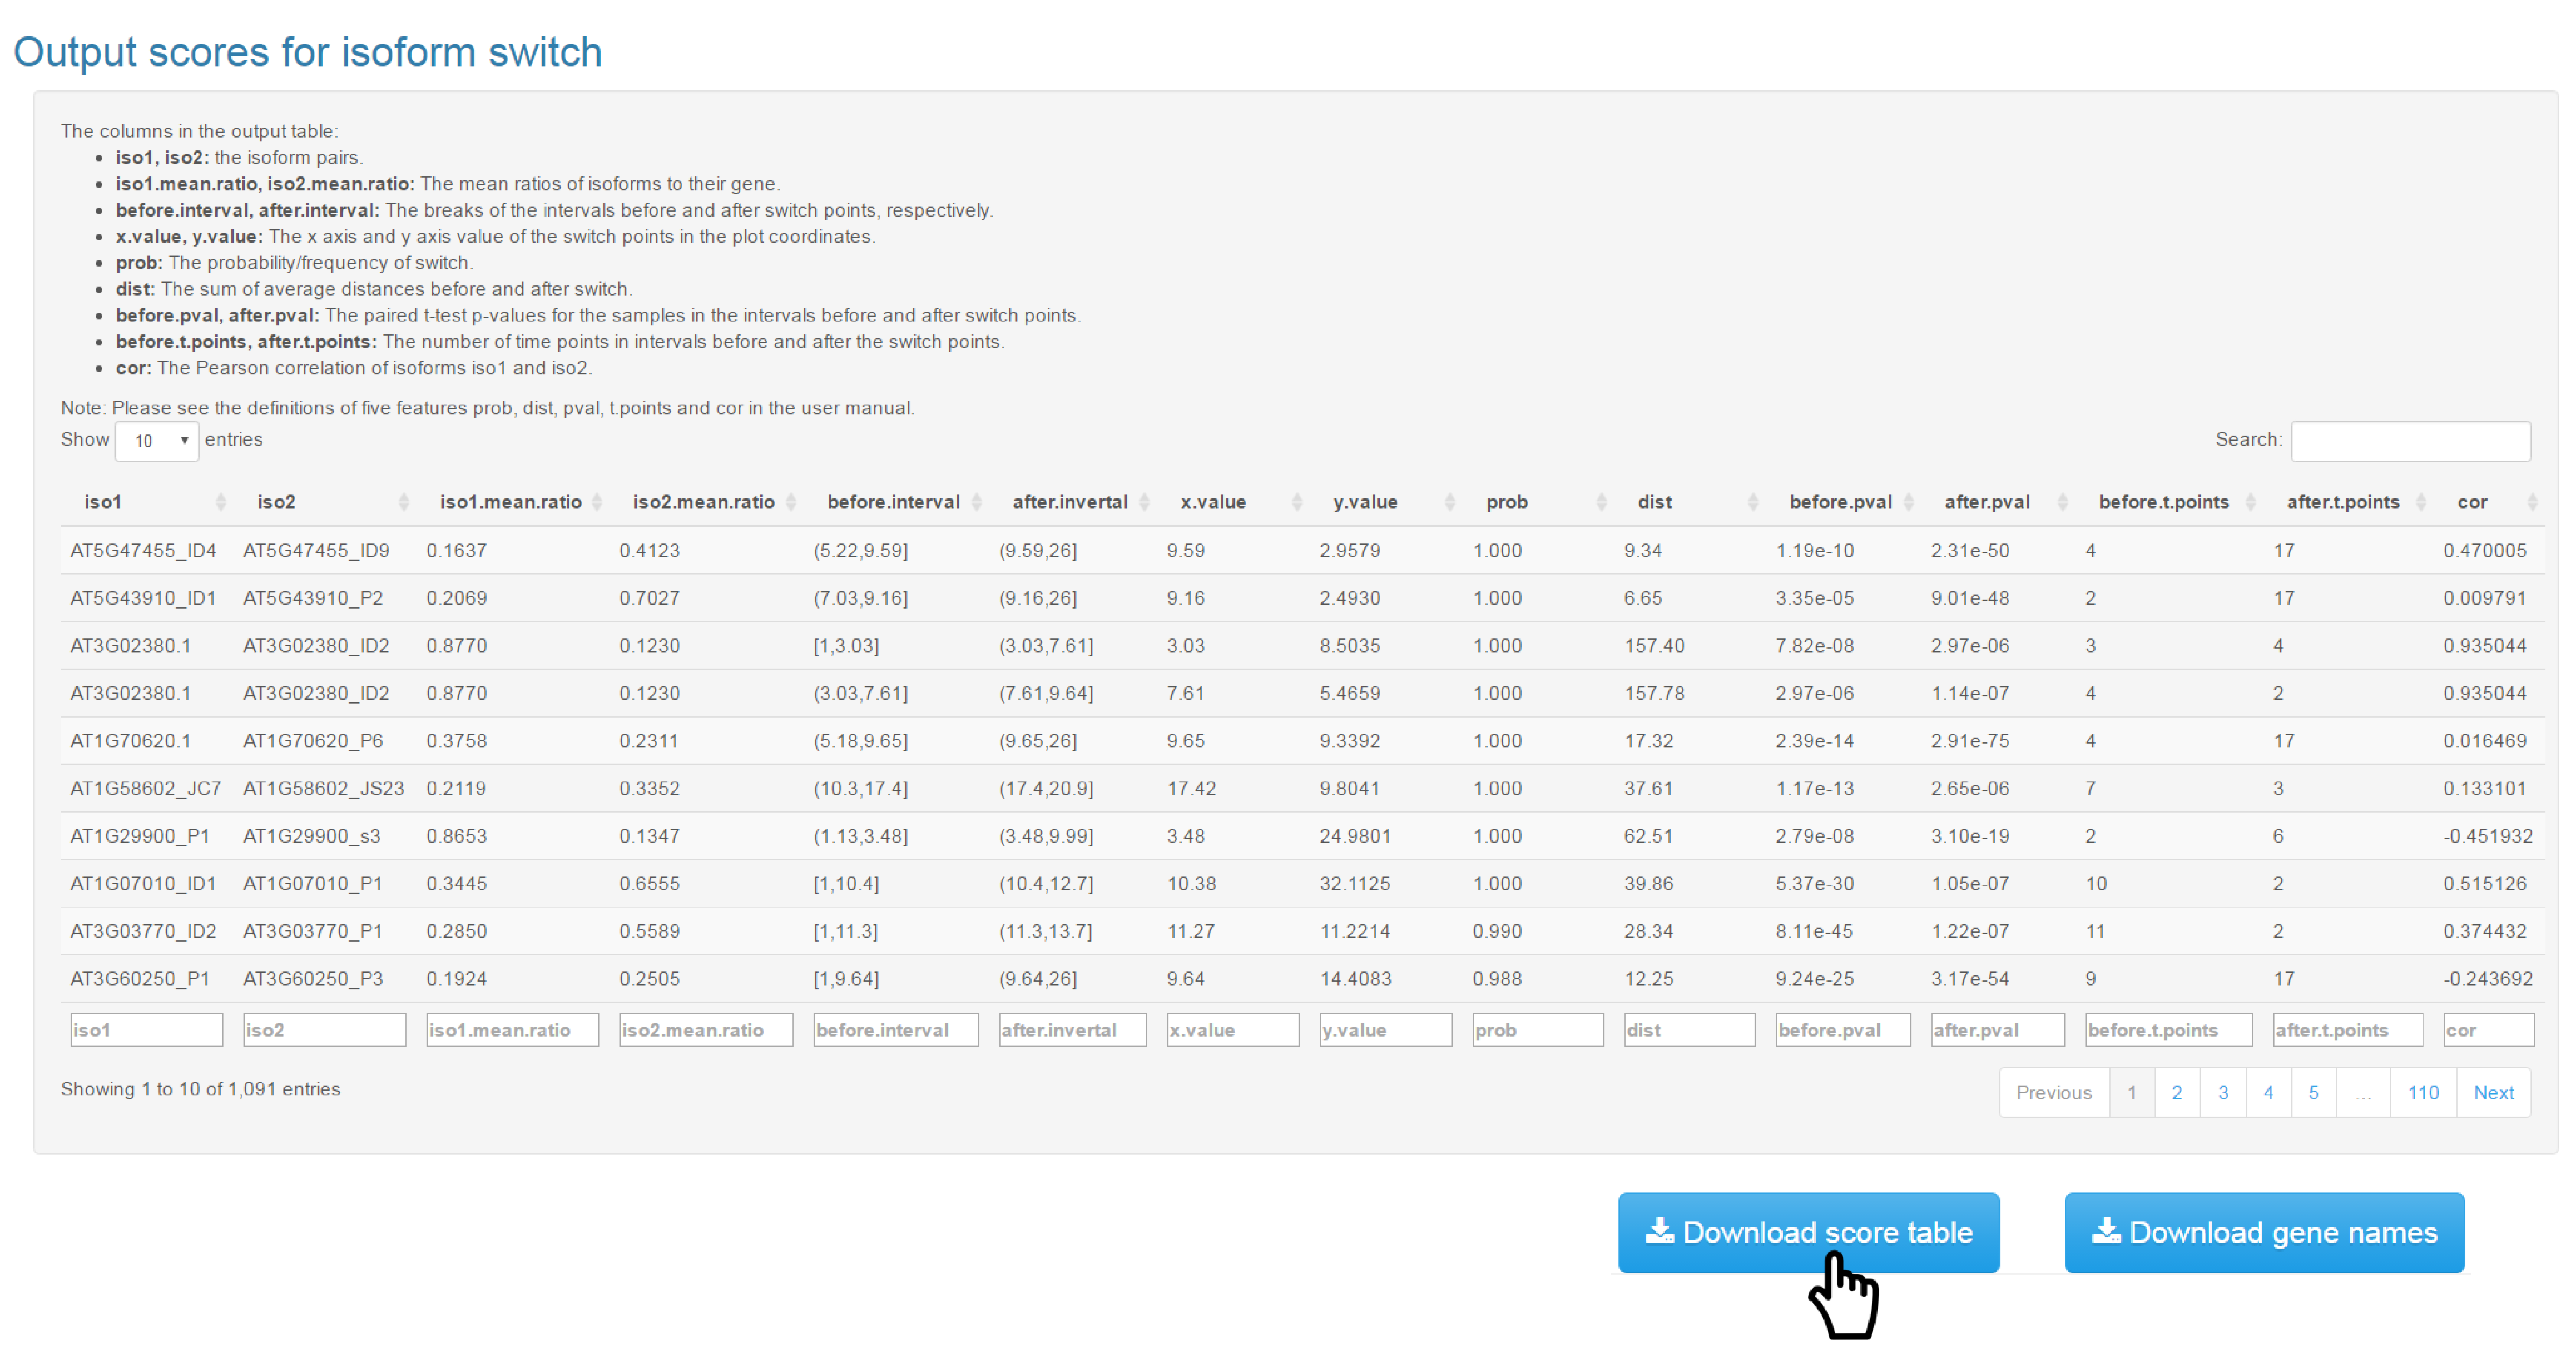 Output scores for isoform switch
The columns in the output table:
• iso1, iso2: the isoform pairs.
• iso1.mean.ratio, iso2.mean.ratio: The mean ratios of isoforms to their gene.
• before.interval, after.interval: The breaks of the intervals before and after switch points, respectively.
• x.value, y.value: The x axis and y axis value of the switch points in the plot coordinates.
• prob: The probability/frequency of switch.
• dist: The sum of average distances before and after switch.
• before.pval, after.pval: The paired t-test p-values for the samples in the intervals before and after switch points.
• before.t.points, after.t.points: The number of time points in intervals before and after the switch points.
• cor: The Pearson correlation of isoforms iso1 and iso2.
Note: Please see the definitions of five features prob, dist, pval, t.points and cor in the user manual.
Show 10 entries Search:
iso1 iso2 iso1.mean.ratio iso2.mean.ratio before.interval after.invertal x.value y.value prob dist before.pval after.pval before.t.points after.t.points cor
AT5G47455_ID4 AT5G47455_ID9 0.1637 0.4123 (5.22,9.59] (9.59,26] 9.59 2.9579 1.000 9.34 1.19e-10 2.31e-50 4 17 0.470005
AT5G43910_ID1 AT5G43910_P2 0.2069 0.7027 (7.03,9.16] (9.16,26] 9.16 2.4930 1.000 6.65 3.35e-05 9.01e-48 2 17 0.009791
AT3G02380.1 AT3G02380_ID2 0.8770 0.1230 [1,3.03] (3.03,7.61] 3.03 8.5035 1.000 157.40 7.82e-08 2.97e-06 3 4 0.935044
AT3G02380.1 AT3G02380_ID2 0.8770 0.1230 (3.03,7.61] (7.61,9.64] 7.61 5.4659 1.000 157.78 2.97e-06 1.14e-07 4 2 0.935044
AT1G70620.1 AT1G70620_P6 0.3758 0.2311 (5.18,9.65] (9.65,26] 9.65 9.3392 1.000 17.32 2.39e-14 2.91e-75 4 17 0.016469
AT1G58602_JC7 AT1G58602_JS23 0.2119 0.3352 (10.3,17.4] (17.4,20.9] 17.42 9.8041 1.000 37.61 1.17e-13 2.65e-06 7 3 0.133101
AT1G29900_P1 AT1G29900_s3 0.8653 0.1347 (1.13,3.48] (3.48,9.99] 3.48 24.9801 1.000 62.51 2.79e-08 3.10e-19 2 6 -0.451932
AT1G07010_ID1 AT1G07010_P1 0.3445 0.6555 [1,10.4] (10.4,12.7] 10.38 32.1125 1.000 39.86 5.37e-30 1.05e-07 10 2 0.515126
AT3G03770_ID2 AT3G03770_P1 0.2850 0.5589 [1,11.3] (11.3,13.7] 11.27 11.2214 0.990 28.34 8.11e-45 1.22e-07 11 2 0.374432
AT3G60250_P1 AT3G60250_P3 0.1924 0.2505 [1,9.64] (9.64,26] 9.64 14.4083 0.988 12.25 9.24e-25 3.17e-54 9 17 -0.243692
iso1 iso2 iso1.mean.ratio iso2.mean.ratio before.interval after.invertal x.value y.value prob dist before.pval after.pval before.t.points after.t.points cor
Showing 1 to 10 of 1,091 entries Previous 1 2 3 4 5 ... 110 Next
Download score table Download gene names